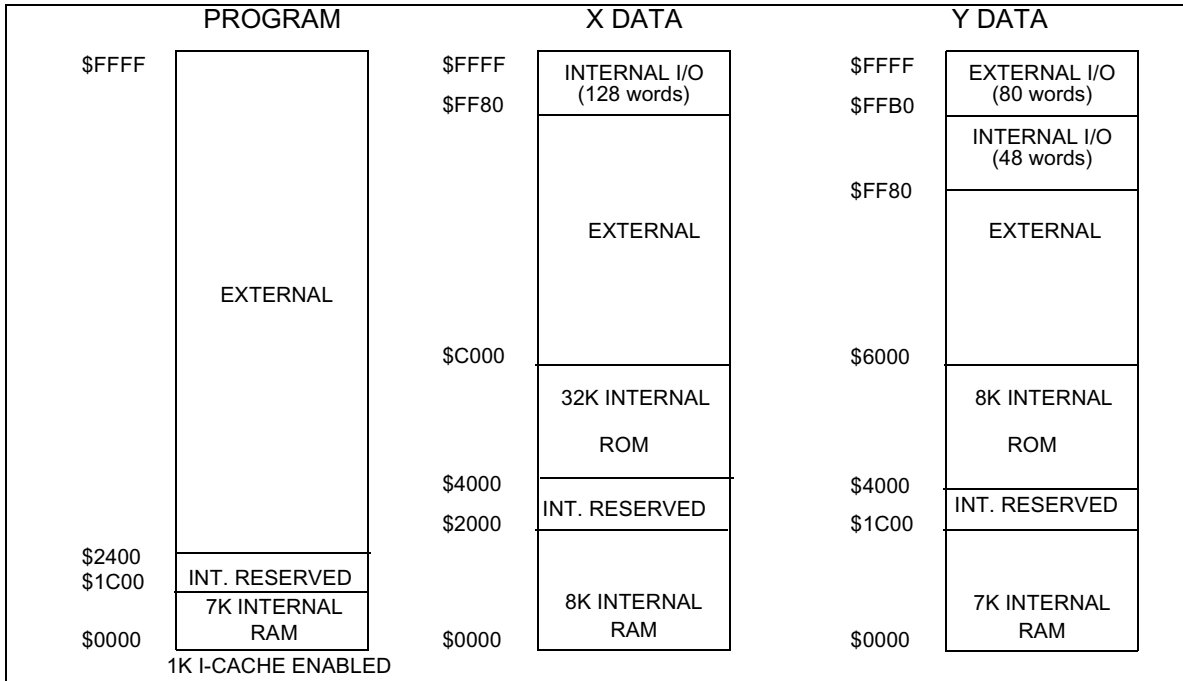 PROGRAM
$FFFF
EXTERNAL
$2400
$1C00
INT. RESERVED
7K INTERNAL
RAM
$0000
1K I-CACHE ENABLED
X DATA
$FFFF
INTERNAL I/O
(128 words)
$FF80
EXTERNAL
$C000
32K INTERNAL
ROM
$4000
INT. RESERVED
$2000
8K INTERNAL
RAM
$0000
Y DATA
$FFFF
EXTERNAL I/O
(80 words)
$FFB0
INTERNAL I/O
(48 words)
$FF80
EXTERNAL
$6000
8K INTERNAL
ROM
$4000
INT. RESERVED
$1C00
7K INTERNAL
RAM
$0000